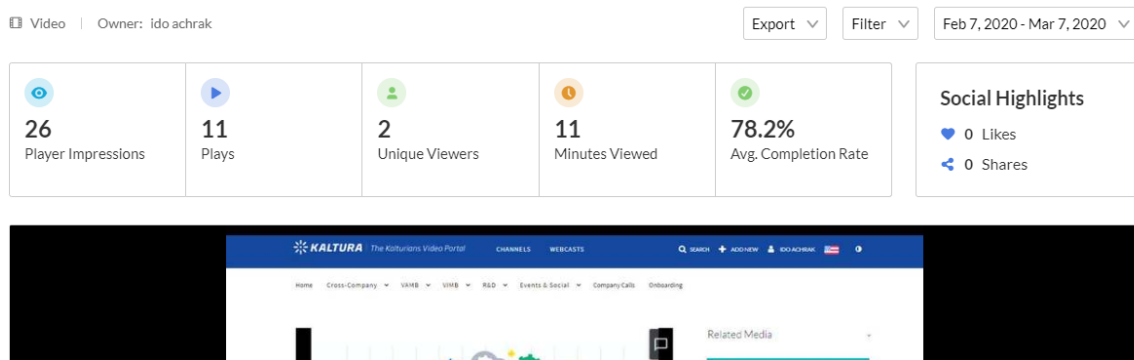 Video | Owner: ido achrak
Export
Filter
Feb 7, 2020 - Mar 7, 2020
26
Player Impressions
11
Plays
2
Unique Viewers
11
Minutes Viewed
78.2%
Avg. Completion Rate
Social Highlights
0 Likes
0 Shares
KALTURA The Kalturians Video Portal CHANNELS WEBCASTS SEARCH ADD NEW IDO ACHRAK
Home Cross-Company VAMB VIMB R&D Events & Social Company Calls Onboarding
Related Media